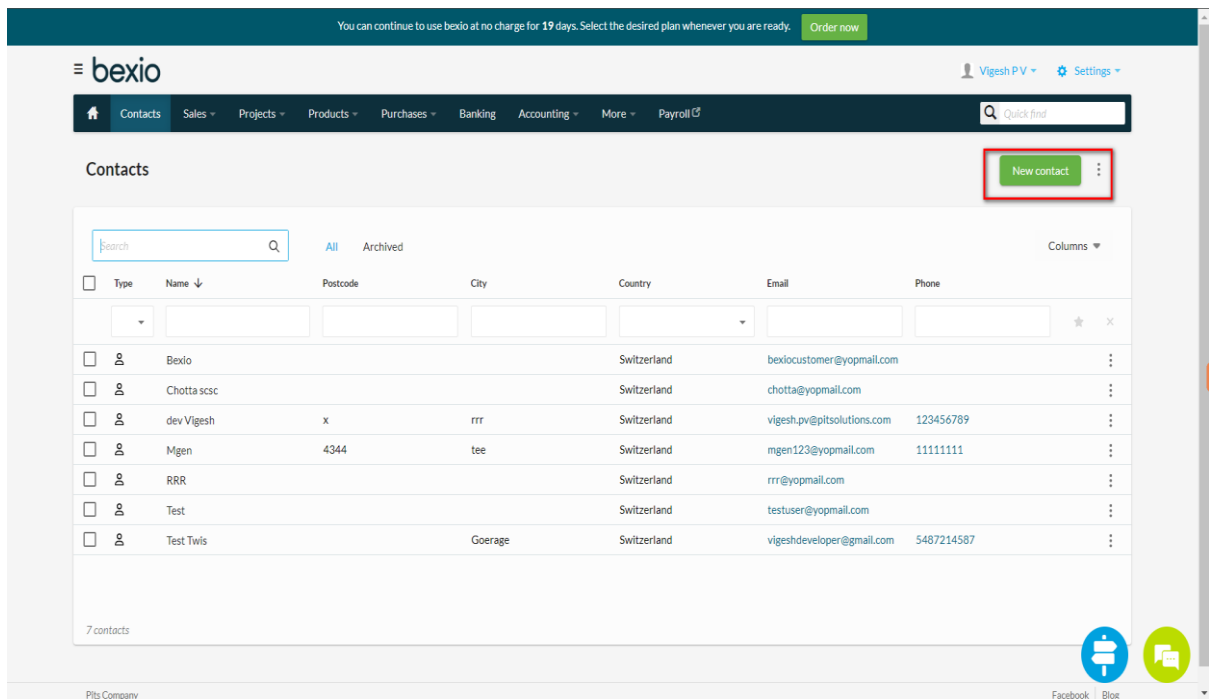 You can continue to use bexio at no charge for 19 days. Select the desired plan whenever you are ready. Order now
bexio Vigesh P V Settings
Contacts Sales Projects Products Purchases Banking Accounting More Payroll Quick find
Contacts New contact
Search All Archived Columns
Type Name Postcode City Country Email Phone
Bexio Switzerland bexiocustomer@yopmail.com
Chotta scsc Switzerland chotta@yopmail.com
dev Vigesh x rrr Switzerland vigesh.pv@pitsolutions.com 123456789
Mgen 4344 tee Switzerland mgen123@yopmail.com 11111111
RRR Switzerland rrr@yopmail.com
Test Switzerland testuser@yopmail.com
Test Twis Goerage Switzerland vigeshdeveloper@gmail.com 5487214587
7 contacts
Pits Company Facebook Blog